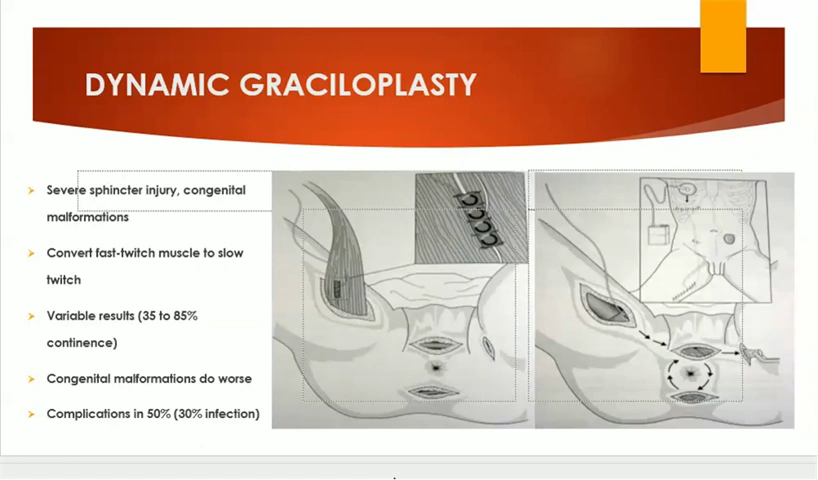 DYNAMIC GRACILOPLASTY
Severe sphincter injury, congenital
malformations
Convert fast-twitch muscle to slow
twitch
Variable results (35 to 85%
continence)
Congenital malformations do worse
Complications in 50% (30% infection)